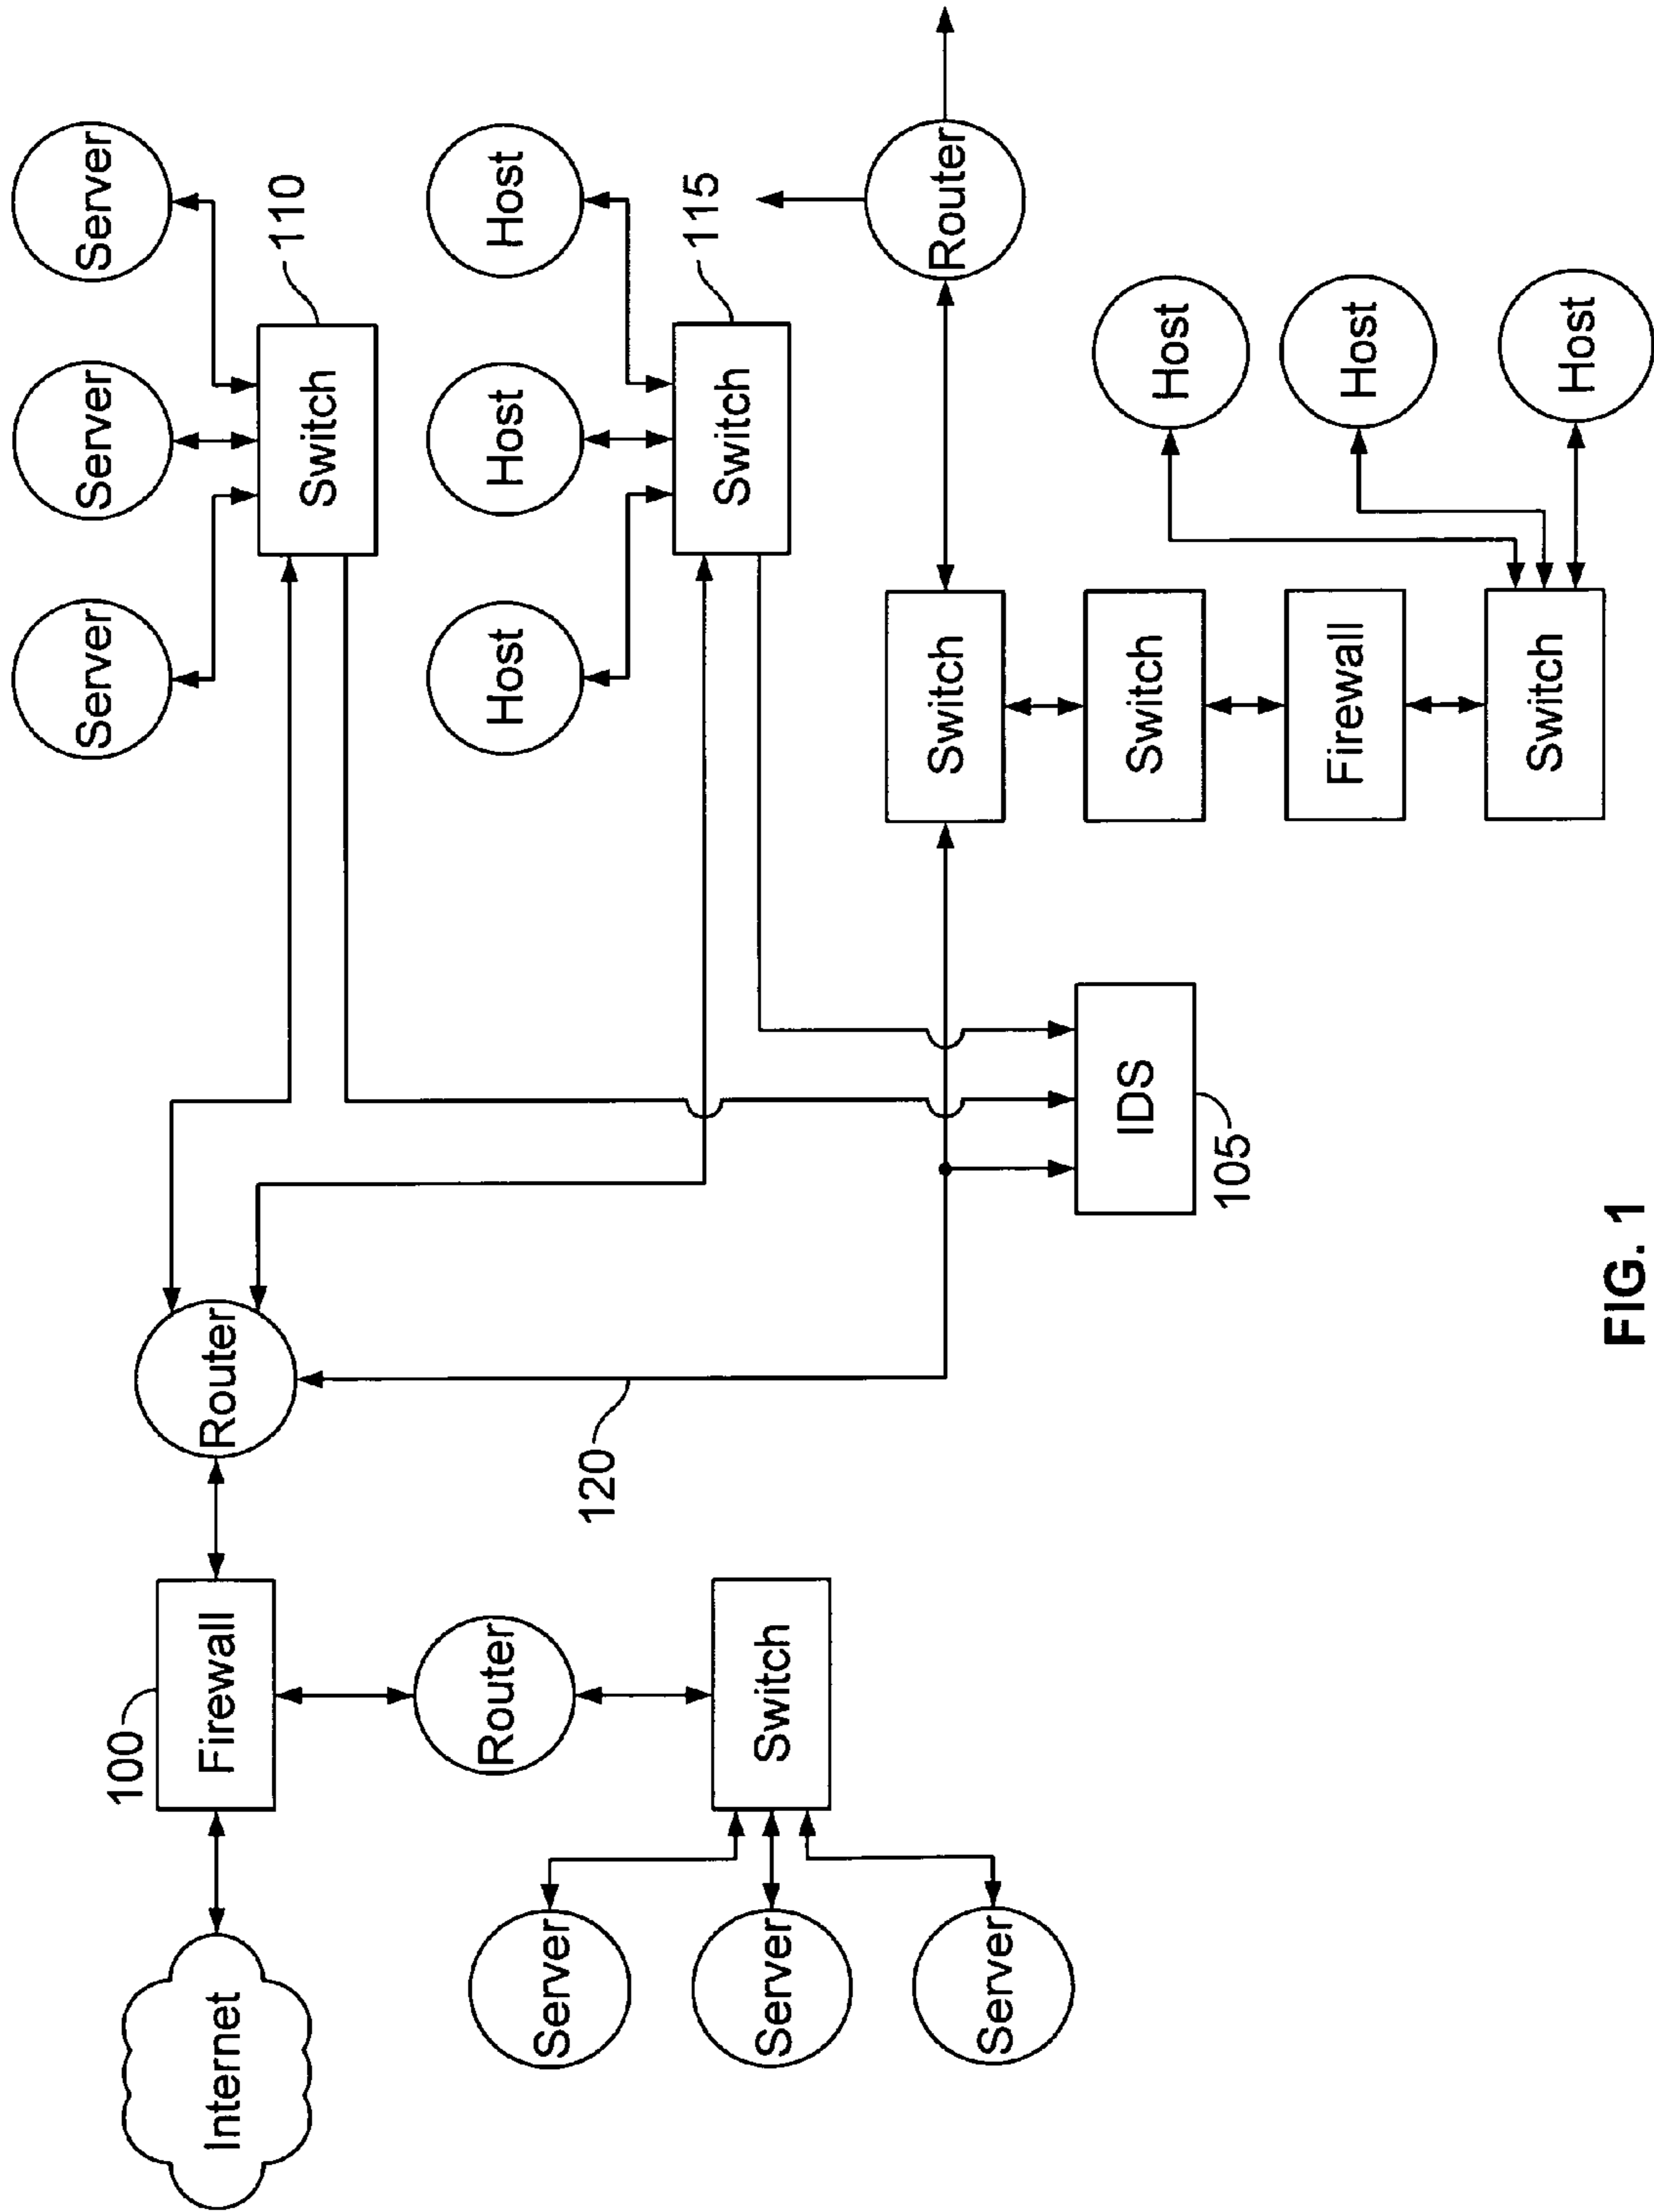 Internet
100
Firewall
Router
Router
Switch
Server
Server
Server
120
Server
Server
Server
Switch
110
Host
Host
Host
Switch
115
Switch
Router
Switch
Firewall
Switch
Host
Host
Host
IDS
105
FIG. 1